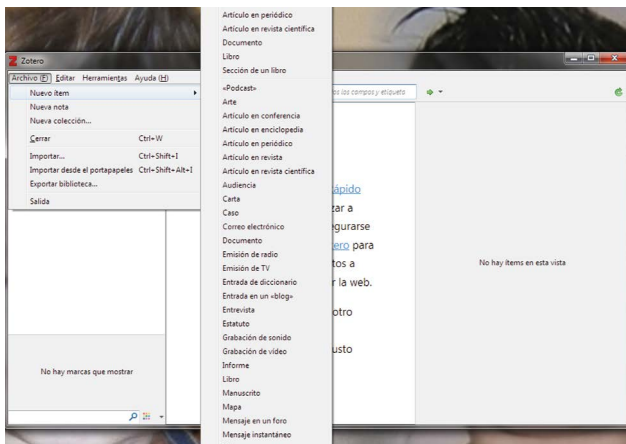 Zotero
Archivo (F) Editar Herramientas Ayuda (H)
Nuevo ítem
Nueva nota
Nueva colección...
Cerrar Ctrl+W
Importar... Ctrl+Shift+I
Importar desde el portapapeles Ctrl+Shift+Alt+I
Exportar biblioteca...
Salida
No hay marcas que mostrar
Artículo en periódico
Artículo en revista científica
Documento
Libro
Sección de un libro
«Podcast»
Arte
Artículo en conferencia
Artículo en enciclopedia
Artículo en periódico
Artículo en revista
Artículo en revista científica
Audiencia
Carta
Caso
Correo electrónico
Documento
Emisión de radio
Emisión de TV
Entrada de diccionario
Entrada en un «blog»
Entrevista
Estatuto
Grabación de sonido
Grabación de vídeo
Informe
Libro
Manuscrito
Mapa
Mensaje en un foro
Mensaje instantáneo
los campos y etiqueta
ápido
zar a
egurarse
ero para
tos a
r la web.
otro
usto
No hay ítems en esta vista